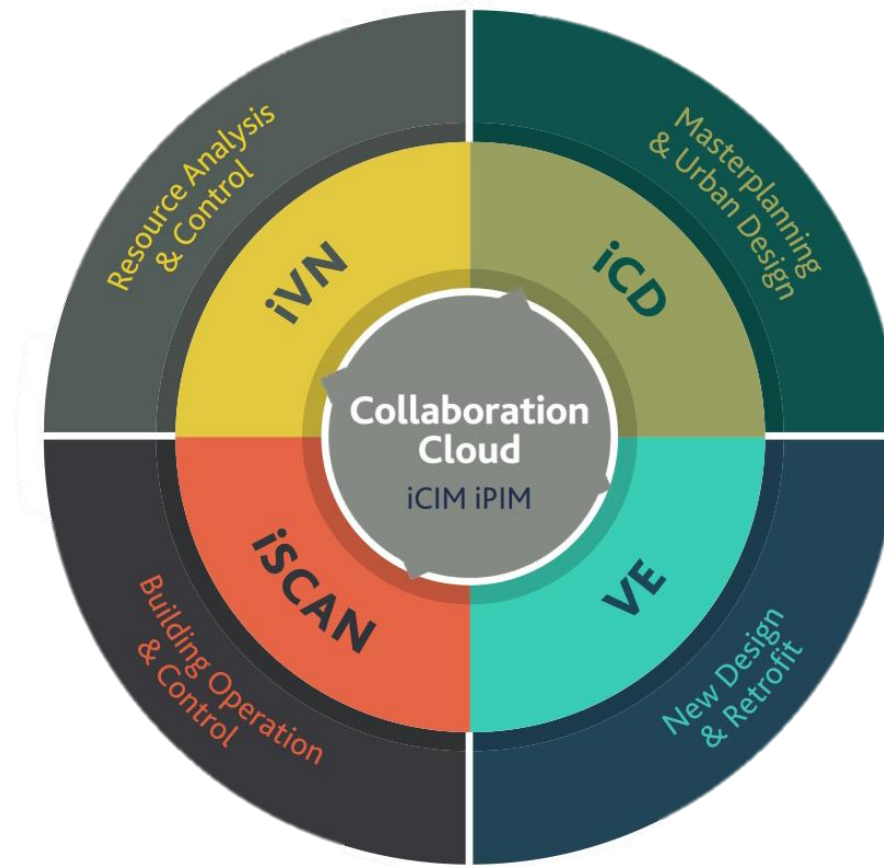 Resource Analysis
& Control
Masterplanning
& Urban Design
iVN
iCD
Collaboration
Cloud
iCIM iPIM
iSCAN
VE
Building Operation
& Control
New Design
& Retrofit